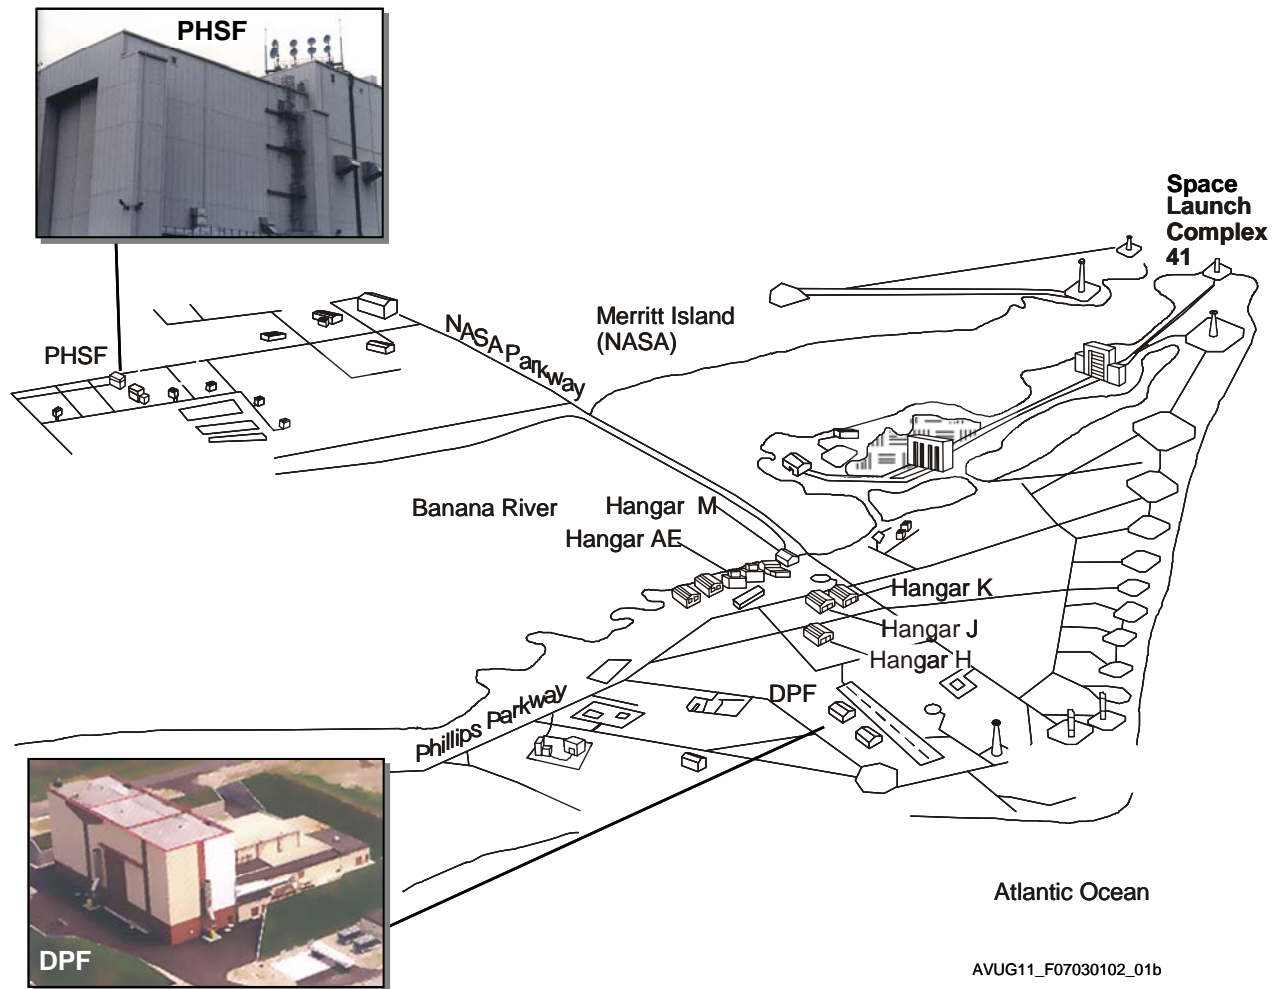 PHSF
Space
Launch
Complex
41
Merritt Island
(NASA)
NASA Parkway
PHSF
Banana River
Hangar M
Hangar AE
Hangar K
Hangar J
Hangar H
DPF
Phillips Parkway
DPF
Atlantic Ocean
AVUG11_F07030102_01b